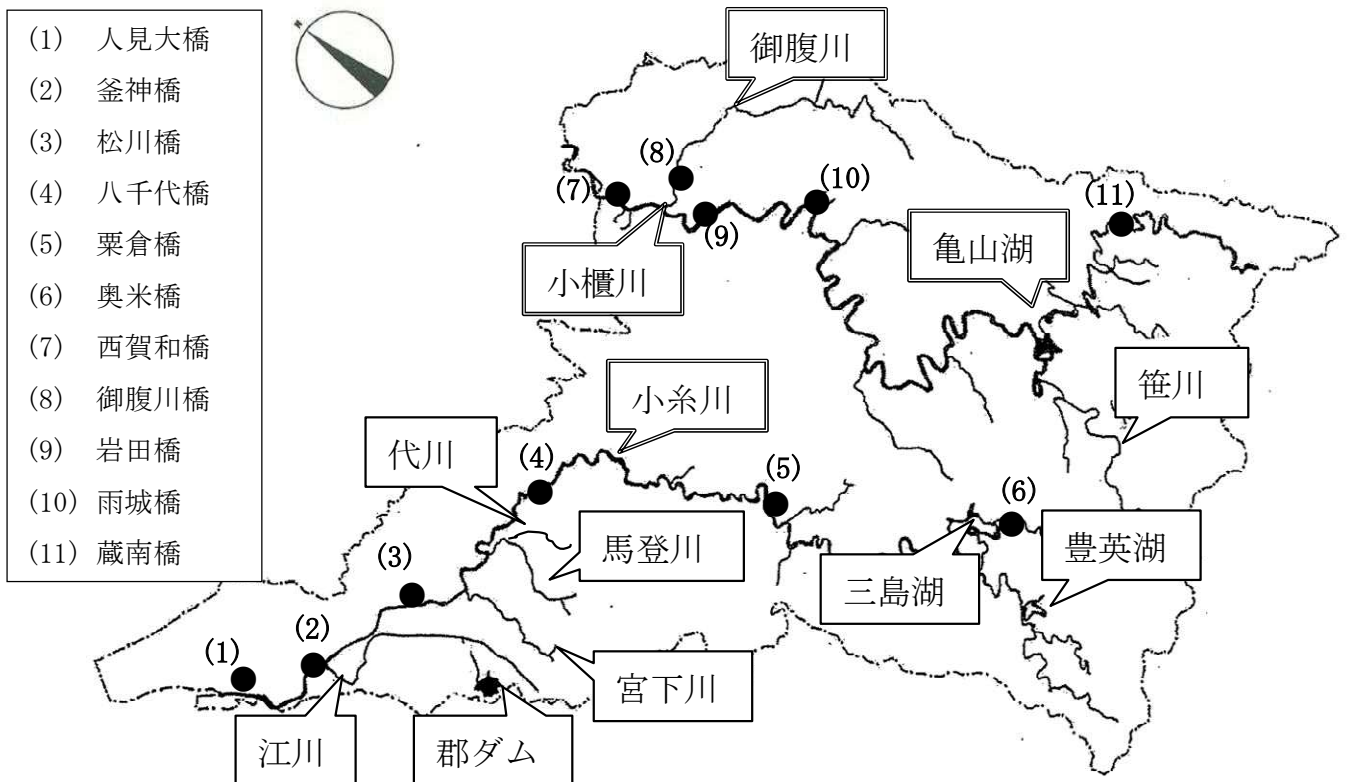 (1) 人見大橋
(2) 釜神橋
(3) 松川橋
(4) 八千代橋
(5) 粟倉橋
(6) 奥米橋
(7) 西賀和橋
(8) 御腹川橋
(9) 岩田橋
(10) 雨城橋
(11) 蔵南橋
N
御腹川
(8)
(7)
(10)
(9)
(11)
亀山湖
小櫃川
笹川
小糸川
代川
(4)
(5)
(6)
馬登川
豊英湖
三島湖
(3)
(2)
(1)
宮下川
江川
郡ダム